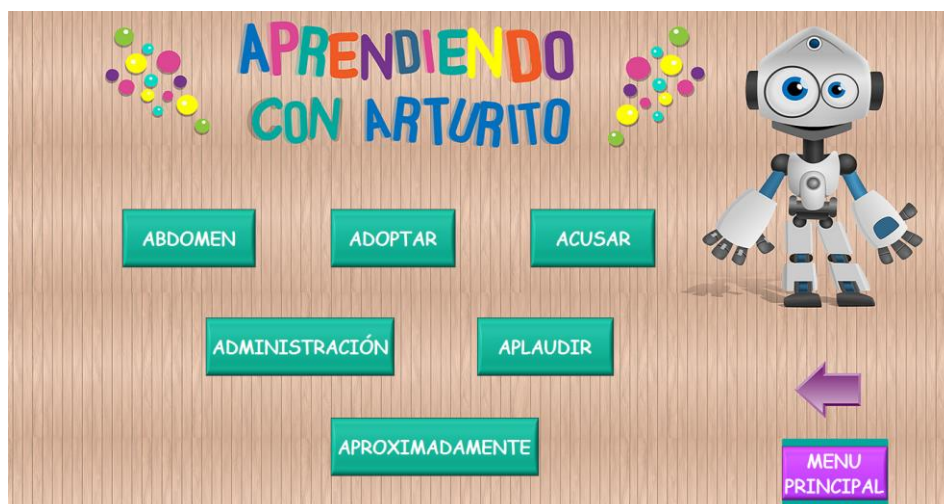 APRENDIENDO
CON ARTURITO
ABDOMEN
ADOPTAR
ACUSAR
ADMINISTRACIÓN
APLAUDIR
APROXIMADAMENTE
MENU
PRINCIPAL